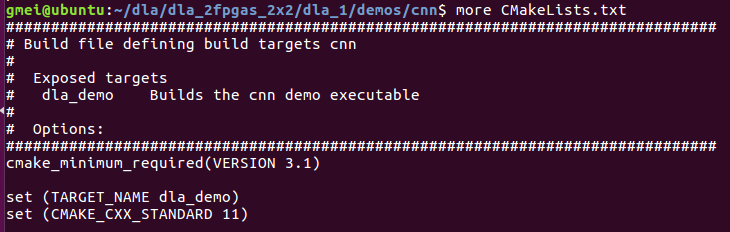 gmei@ubuntu:~/dla/dla_2fpgas_2x2/dla_1/demos/cnn$ more CMakeLists.txt
################################################################################
# Build file defining build targets cnn
#
#  Exposed targets
#   dla_demo    Builds the cnn demo executable
#
#  Options:
################################################################################
cmake_minimum_required(VERSION 3.1)

set (TARGET_NAME dla_demo)
set (CMAKE_CXX_STANDARD 11)